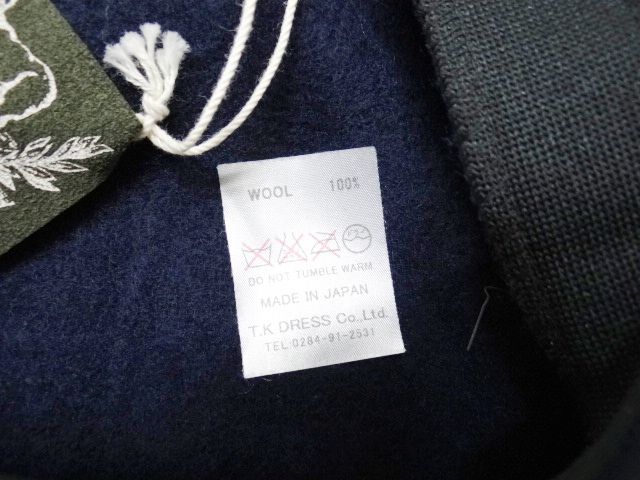 WOOL 100%
DO NOT TUMBLE WARM
MADE IN JAPAN
T.K DRESS Co.,Ltd.
TEL:0284-91-2531